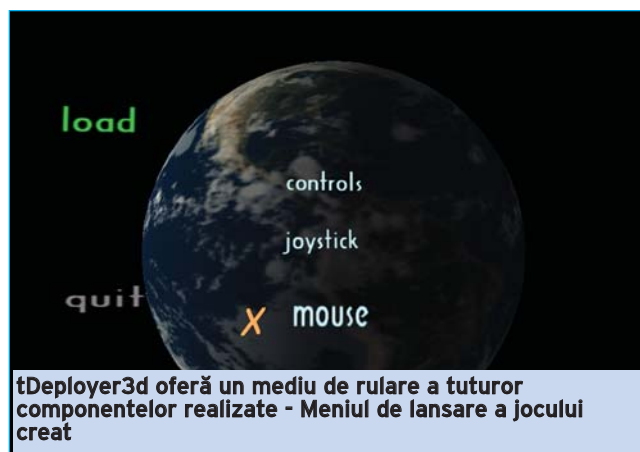 load
controls
joystick
quit
x mouse
tDeployer3d oferă un mediu de rulare a tuturor
componentelor realizate - Meniul de lansare a jocului
creat